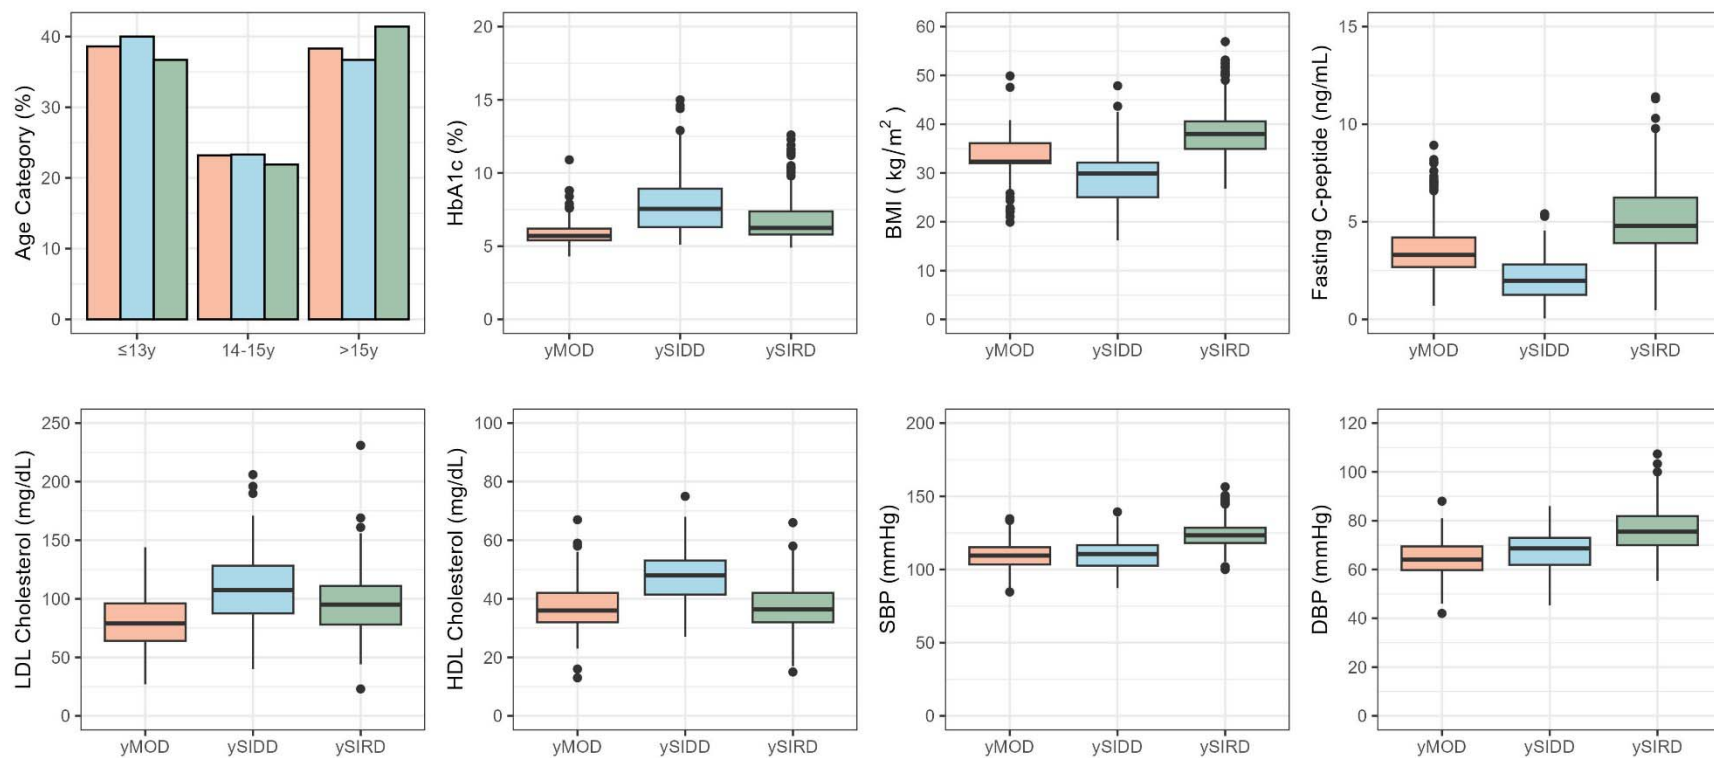 Age Category (%)
40
30
20
10
0
≤13y 14-15y >15y
HbA1c (%)
20
15
10
5
0
yMOD ySIDD ySIRD
BMI ( kg/m²)
60
50
40
30
20
10
0
yMOD ySIDD ySIRD
Fasting C-peptide (ng/mL)
15
10
5
0
yMOD ySIDD ySIRD
LDL Cholesterol (mg/dL)
250
200
150
100
50
0
yMOD ySIDD ySIRD
HDL Cholesterol (mg/dL)
100
80
60
40
20
0
yMOD ySIDD ySIRD
SBP (mmHg)
200
150
100
50
0
yMOD ySIDD ySIRD
DBP (mmHg)
120
100
80
60
40
20
0
yMOD ySIDD ySIRD